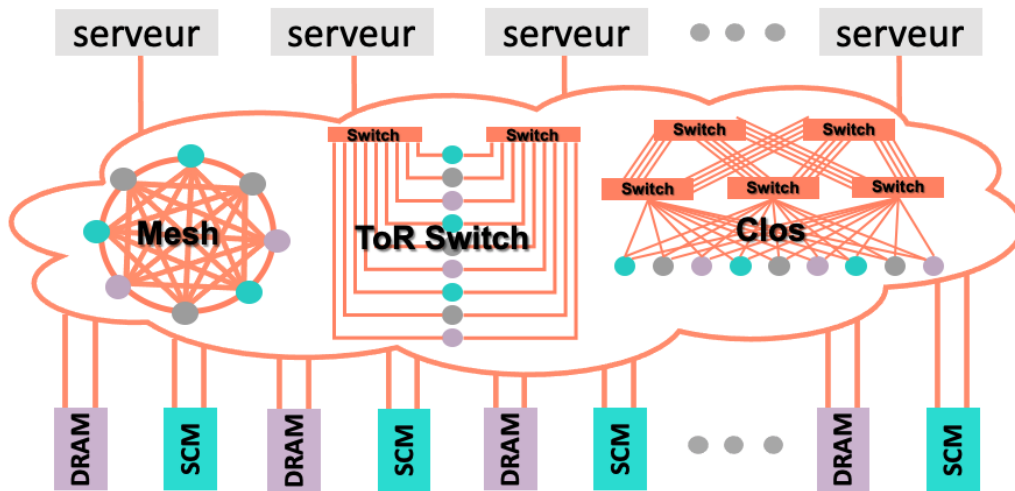 serveur
serveur
serveur
serveur
Switch
Switch
Switch
Switch
Switch
Switch
Switch
Mesh
ToR Switch
Clos
DRAM
SCM
DRAM
SCM
DRAM
SCM
DRAM
SCM